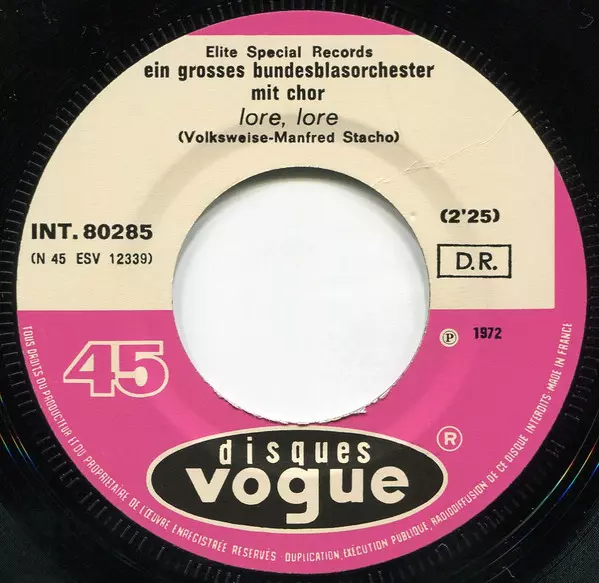 Elite Special Records
ein grosses bundesblasorchester
mit chor
lore, lore
(Volksweise-Manfred Stacho)
INT. 80285
(N 45 ESV 12339)
(2'25)
D.R.
45
℗ 1972
disques
vogue
®
TOUS DROITS DU PRODUCTEUR ET DU PROPRIETAIRE DE L'ŒUVRE ENREGISTRÉE RESERVÉS · DUPLICATION, EXÉCUTION PUBLIQUE, RADIODIFFUSION DE CE DISQUE INTERDITS · MADE IN FRANCE